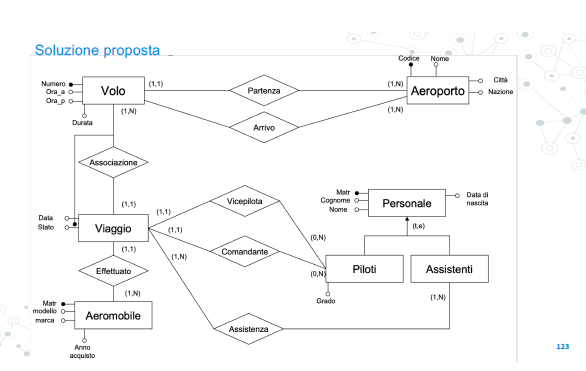 Soluzione proposta _
Codice Nome
Numero
Ora_a
Ora_p
Volo
(1,1)
Partenza
(1,N)
Aeroporto
Città
Nazione
Durata
(1,N)
Arrivo
(1,N)
Associazione
(1,1)
Data
Stato
Viaggio
(1,1)
(1,1)
(1,N)
Vicepilota
Comandante
(0,N)
(0,N)
Matr
Cognome
Nome
Personale
Data di
nascita
(t,e)
Piloti
Assistenti
Grado
(1,N)
(1,1)
Effettuato
(1,N)
Matr
modello
marca
Aeromobile
Anno
acquisto
Assistenza
123